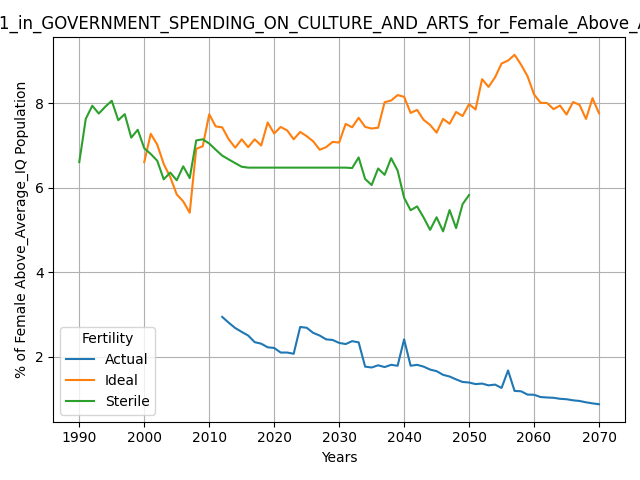 1_in_GOVERNMENT_SPENDING_ON_CULTURE_AND_ARTS_for_Female_Above_
% of Female Above_Average_IQ Population
8
6
4
2
Fertility
Actual
Ideal
Sterile
1990 2000 2010 2020 2030 2040 2050 2060 2070
Years